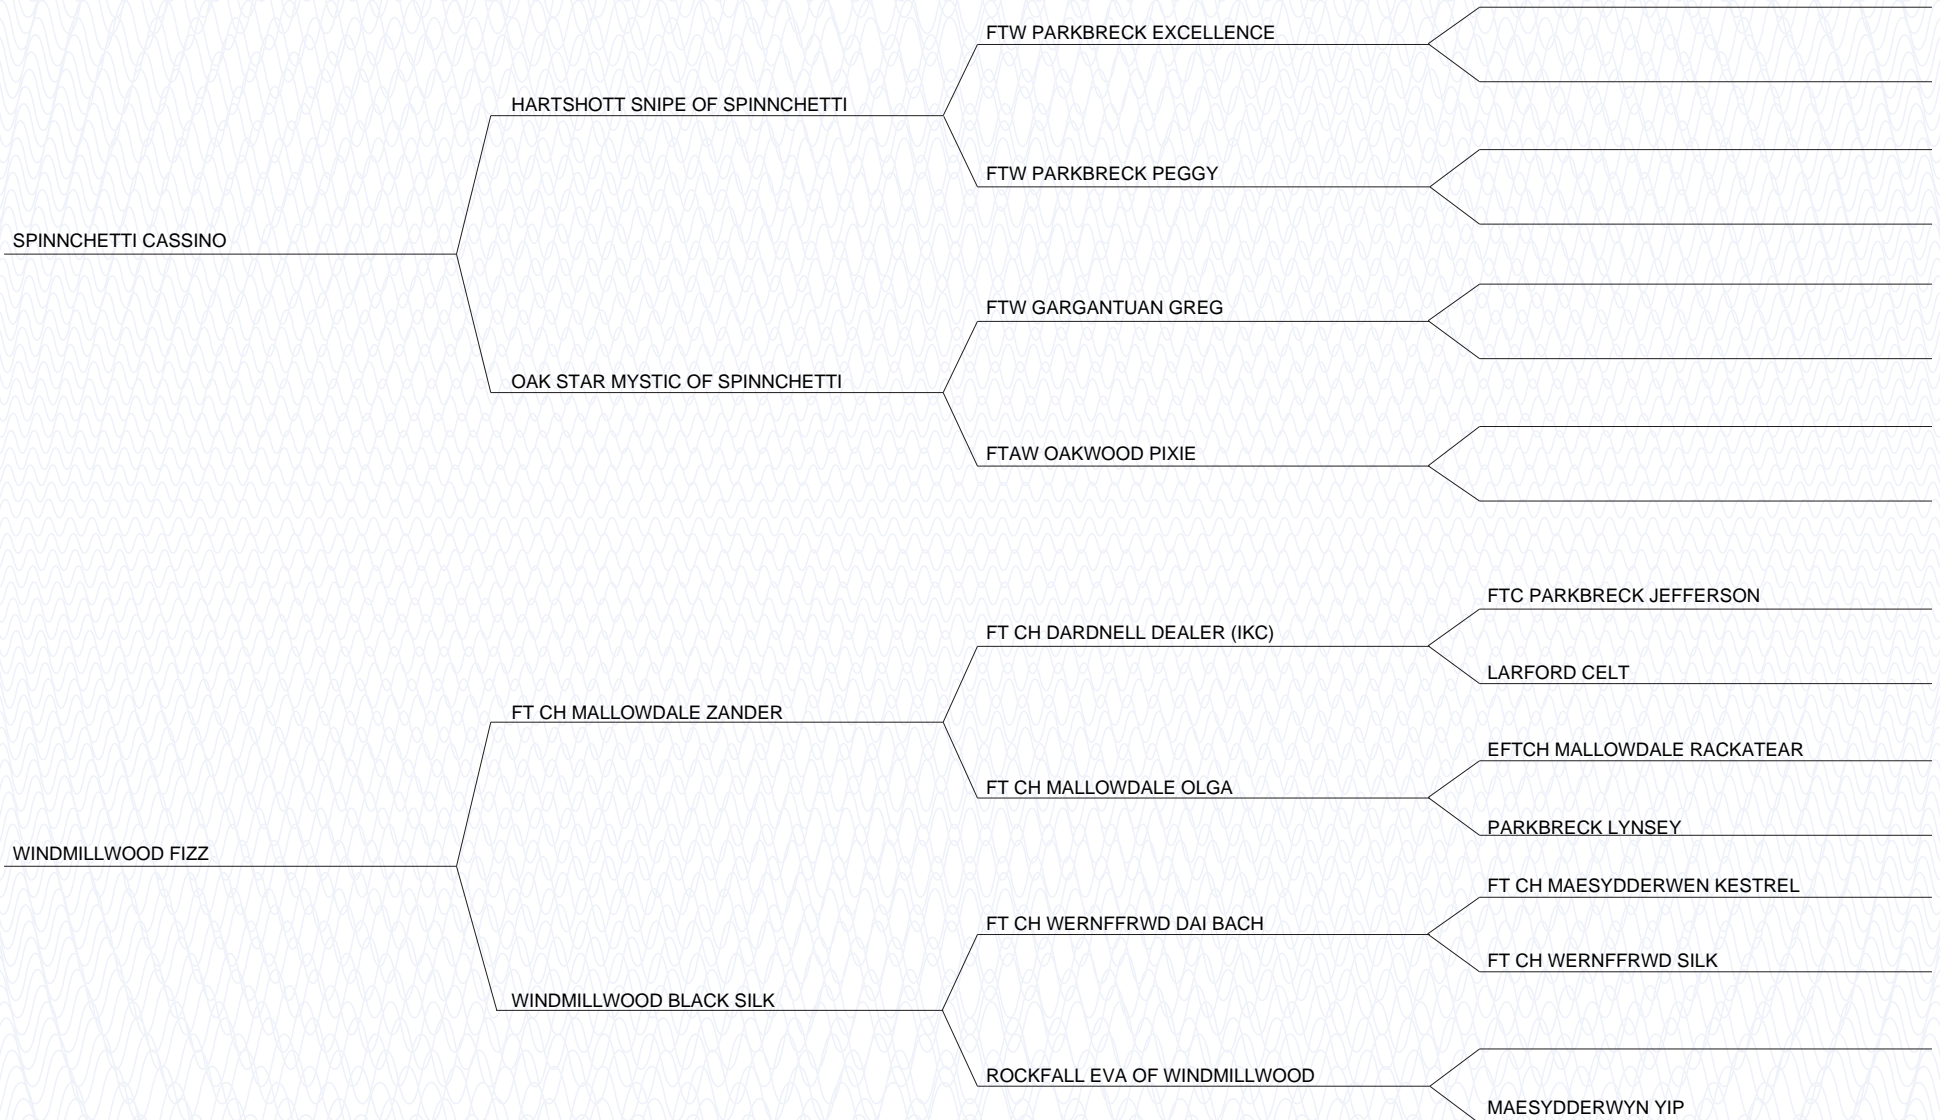 FTW PARKBRECK EXCELLENCE
HARTSHOTT SNIPE OF SPINNCHETTI
FTW PARKBRECK PEGGY
SPINNCHETTI CASSINO
FTW GARGANTUAN GREG
OAK STAR MYSTIC OF SPINNCHETTI
FTAW OAKWOOD PIXIE
FTC PARKBRECK JEFFERSON
FT CH DARDNELL DEALER (IKC)
LARFORD CELT
FT CH MALLOWDALE ZANDER
EFTCH MALLOWDALE RACKATEAR
FT CH MALLOWDALE OLGA
PARKBRECK LYNSEY
WINDMILLWOOD FIZZ
FT CH MAESYDDERWEN KESTREL
FT CH WERNFFRWD DAI BACH
FT CH WERNFFRWD SILK
WINDMILLWOOD BLACK SILK
ROCKFALL EVA OF WINDMILLWOOD
MAESYDDERWYN YIP